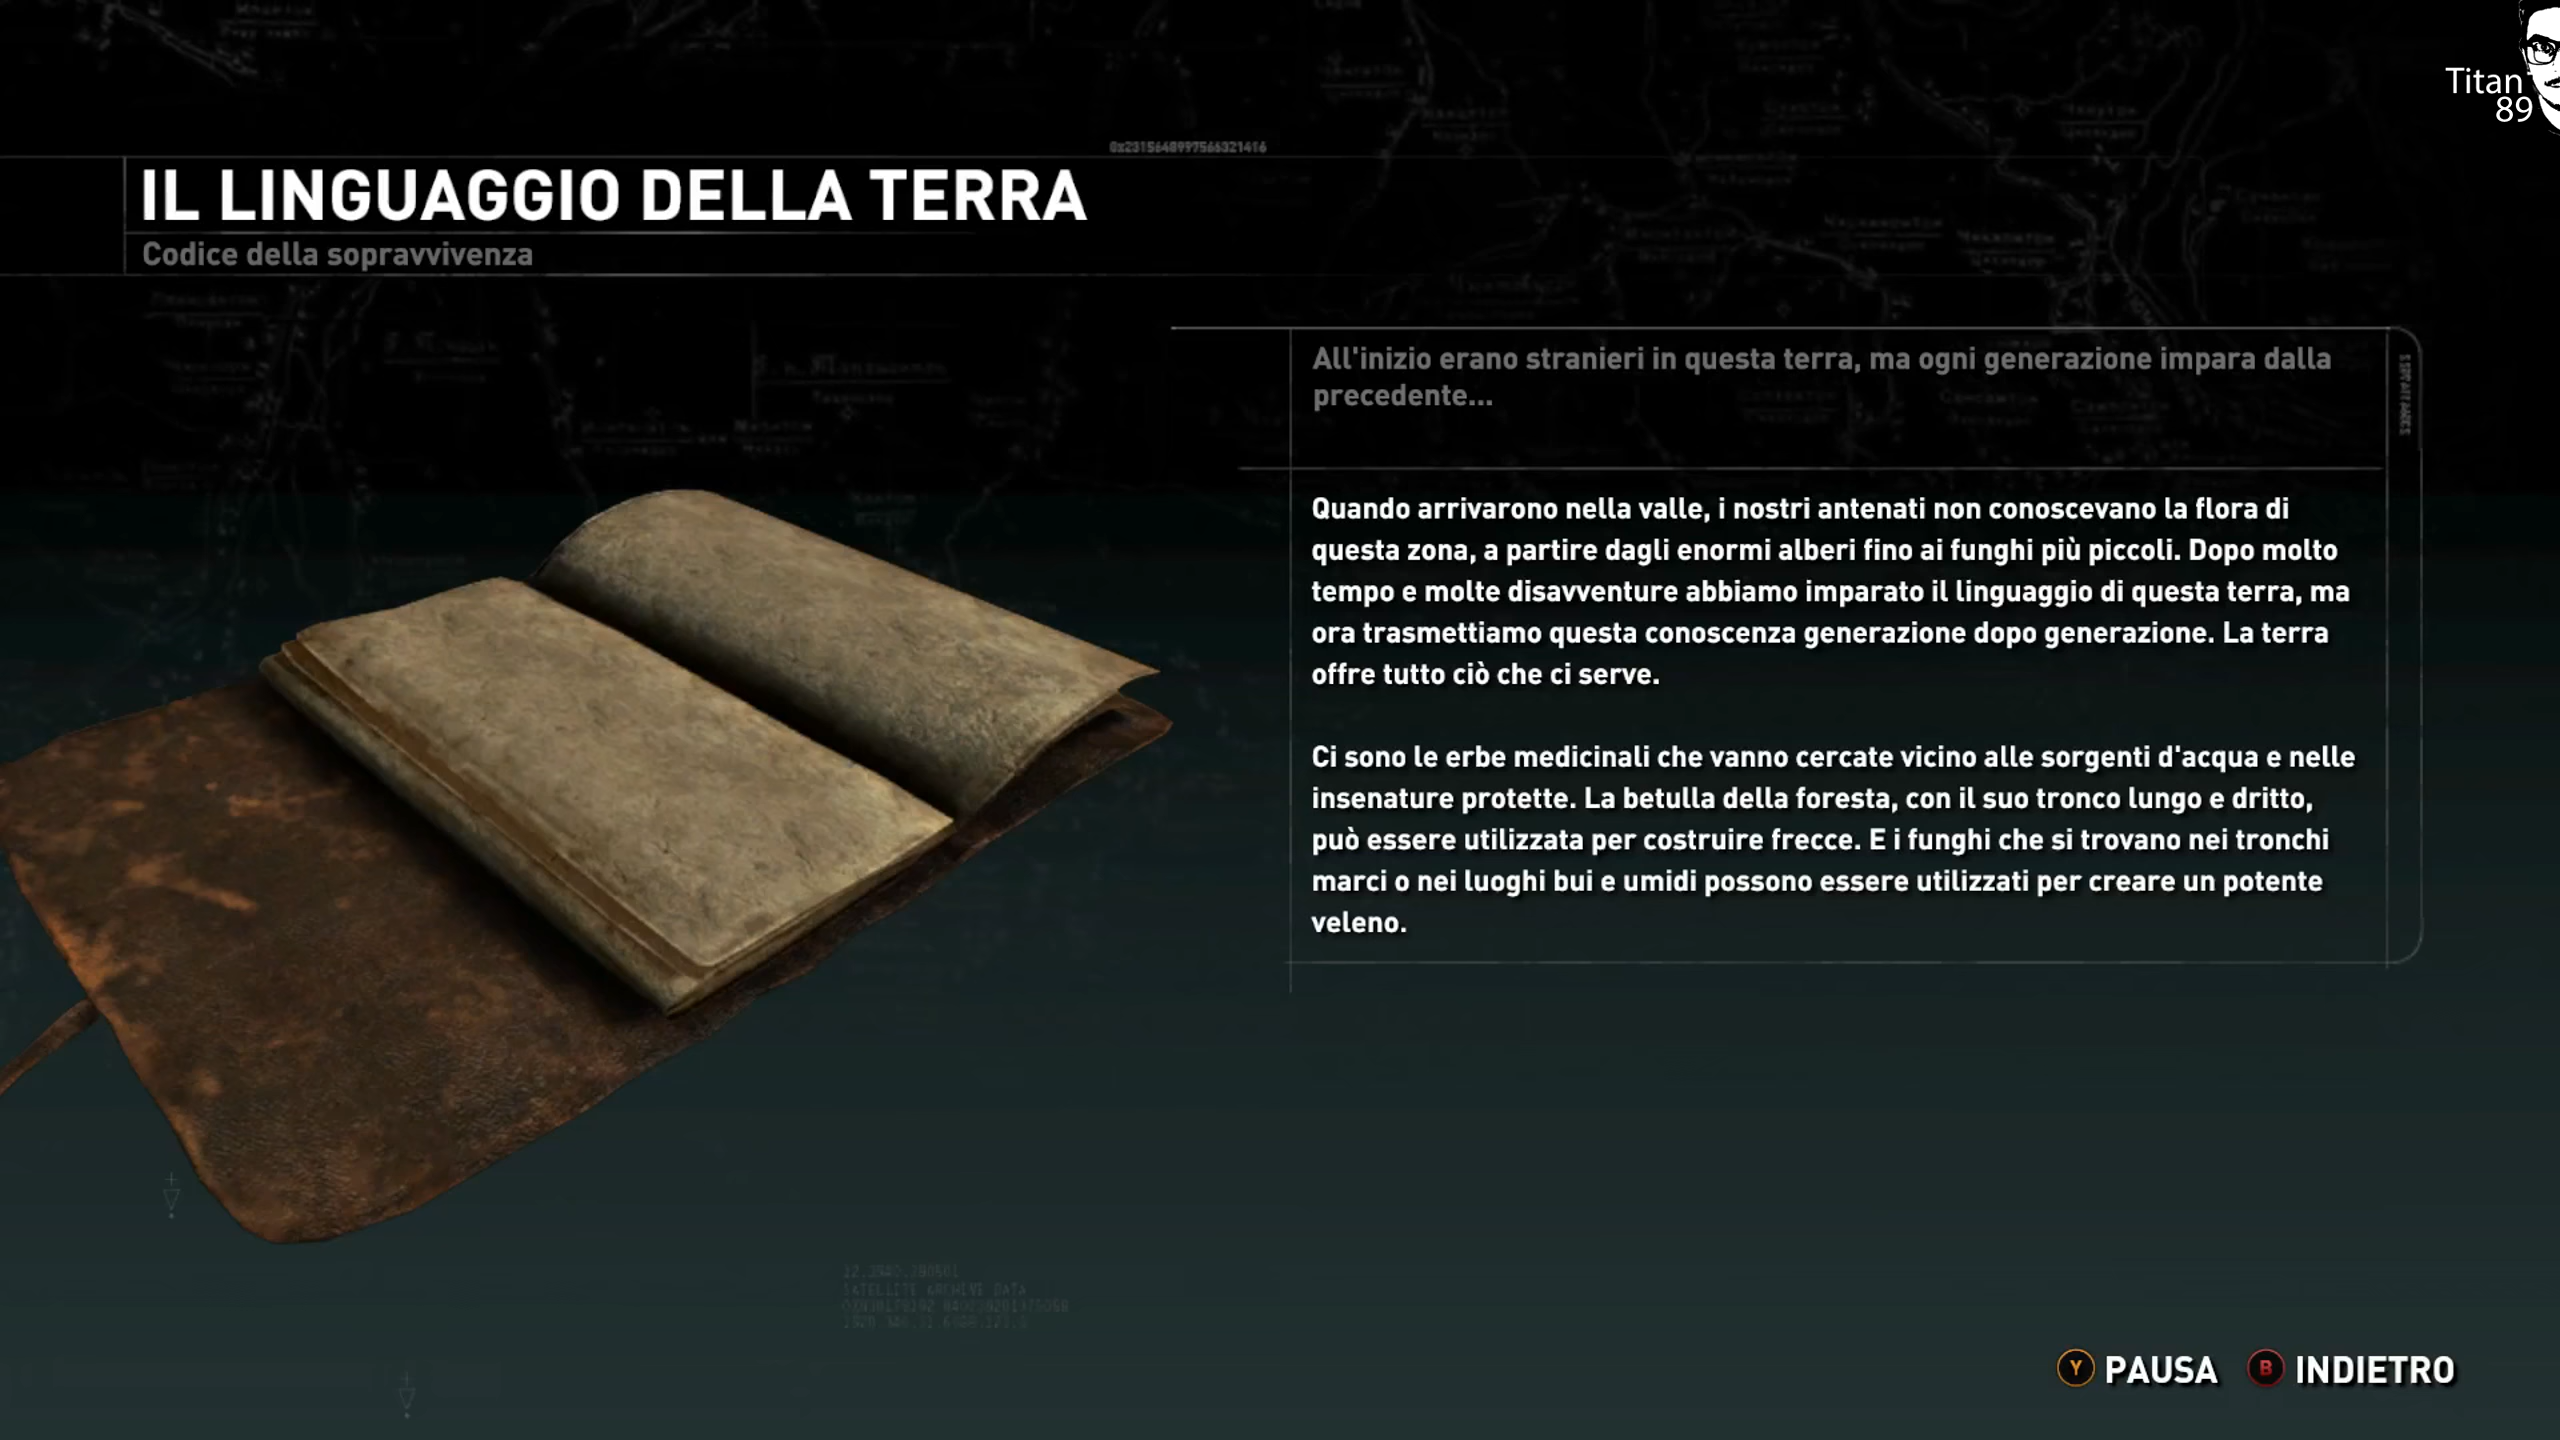 Titan
89
0x2315648997566321416
IL LINGUAGGIO DELLA TERRA
Codice della sopravvivenza
All'inizio erano stranieri in questa terra, ma ogni generazione impara dalla
precedente...
Quando arrivarono nella valle, i nostri antenati non conoscevano la flora di
questa zona, a partire dagli enormi alberi fino ai funghi più piccoli. Dopo molto
tempo e molte disavventure abbiamo imparato il linguaggio di questa terra, ma
ora trasmettiamo questa conoscenza generazione dopo generazione. La terra
offre tutto ciò che ci serve.
Ci sono le erbe medicinali che vanno cercate vicino alle sorgenti d'acqua e nelle
insenature protette. La betulla della foresta, con il suo tronco lungo e dritto,
può essere utilizzata per costruire frecce. E i funghi che si trovano nei tronchi
marci o nei luoghi bui e umidi possono essere utilizzati per creare un potente
veleno.
SATELLITE ARCHIVE DATA
Y PAUSA B INDIETRO